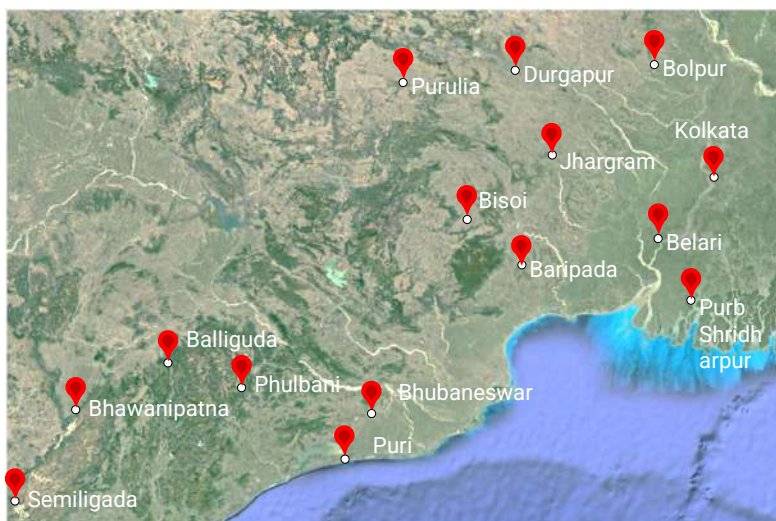 Bolpur
Durgapur
Purulia
Kolkata
Jhargram
Bisoi
Belari
Baripada
Purb
Shridh
arpur
Balliguda
Phulbani
Bhubaneswar
Bhawanipatna
Puri
Semiligada